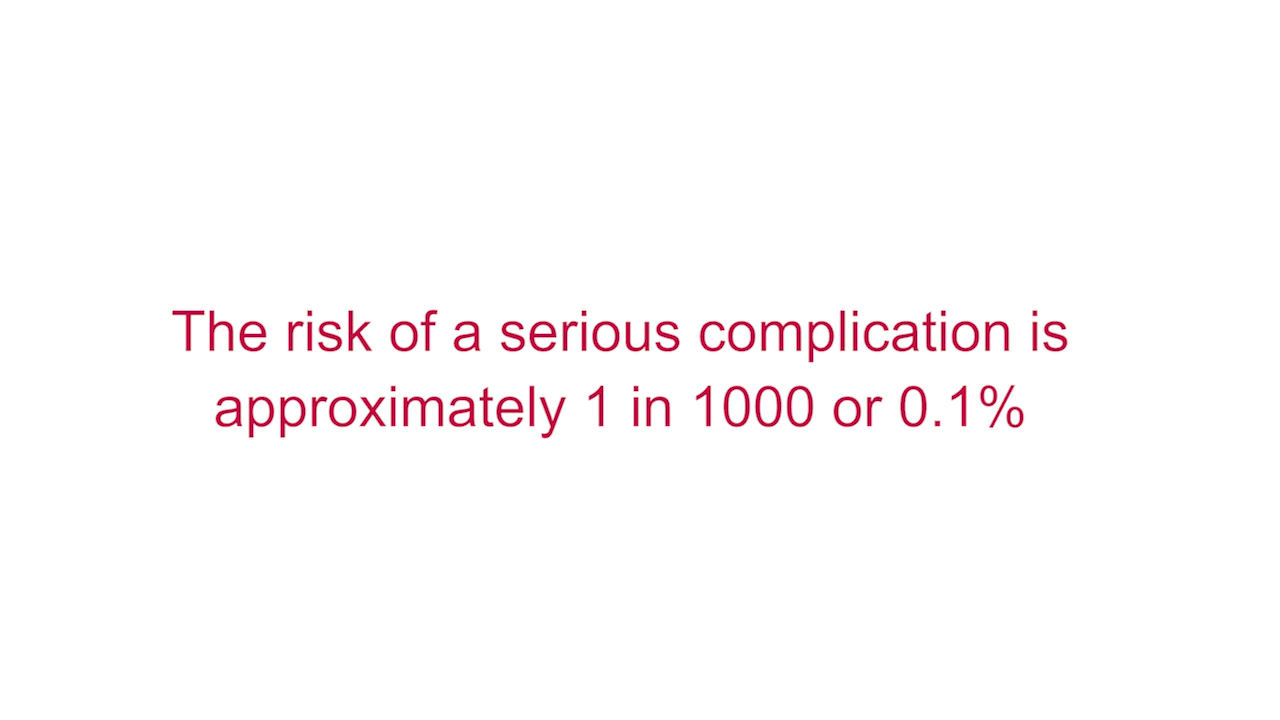 The risk of a serious complication is
approximately 1 in 1000 or 0.1%